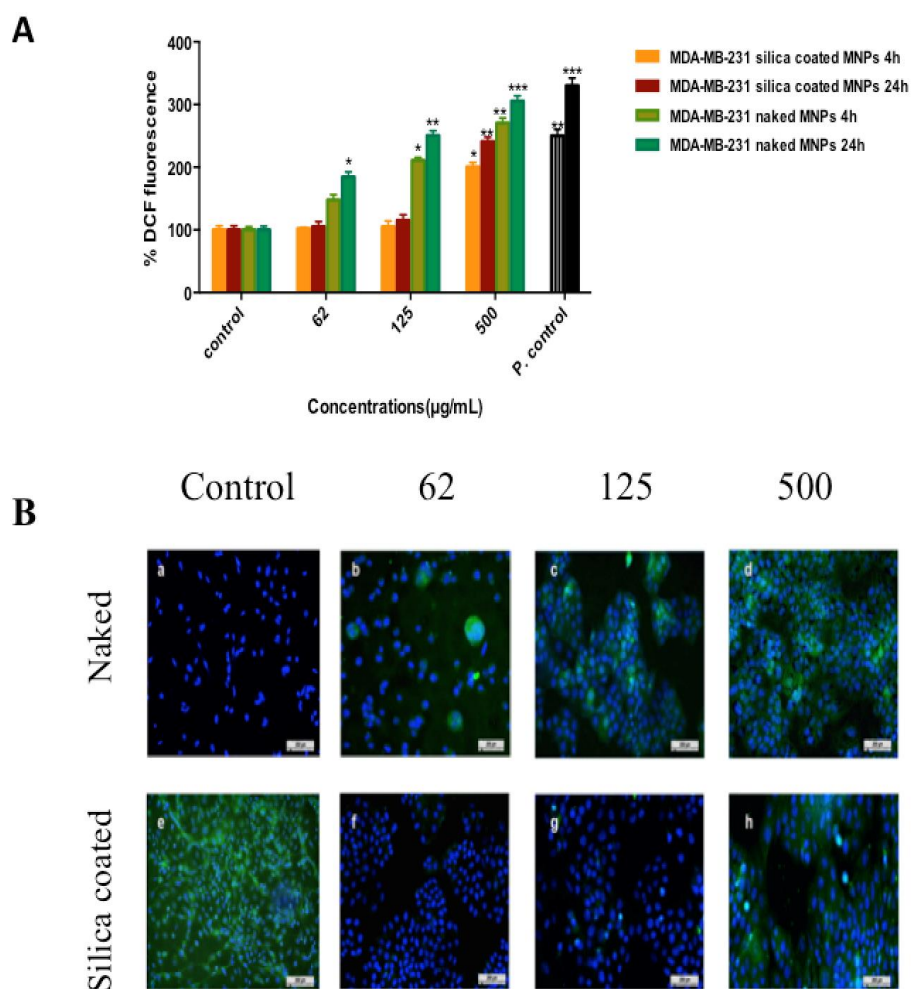 A
% DCF fluorescence
400
300
200
100
0
* ** *** * ** * ** ** *** ** ***
control 62 125 500 P. control
Concentrations(µg/mL)
MDA-MB-231 silica coated MNPs 4h
MDA-MB-231 silica coated MNPs 24h
MDA-MB-231 naked MNPs 4h
MDA-MB-231 naked MNPs 24h
B
Control 62 125 500
Naked
a b c d
Silica coated
e f g h